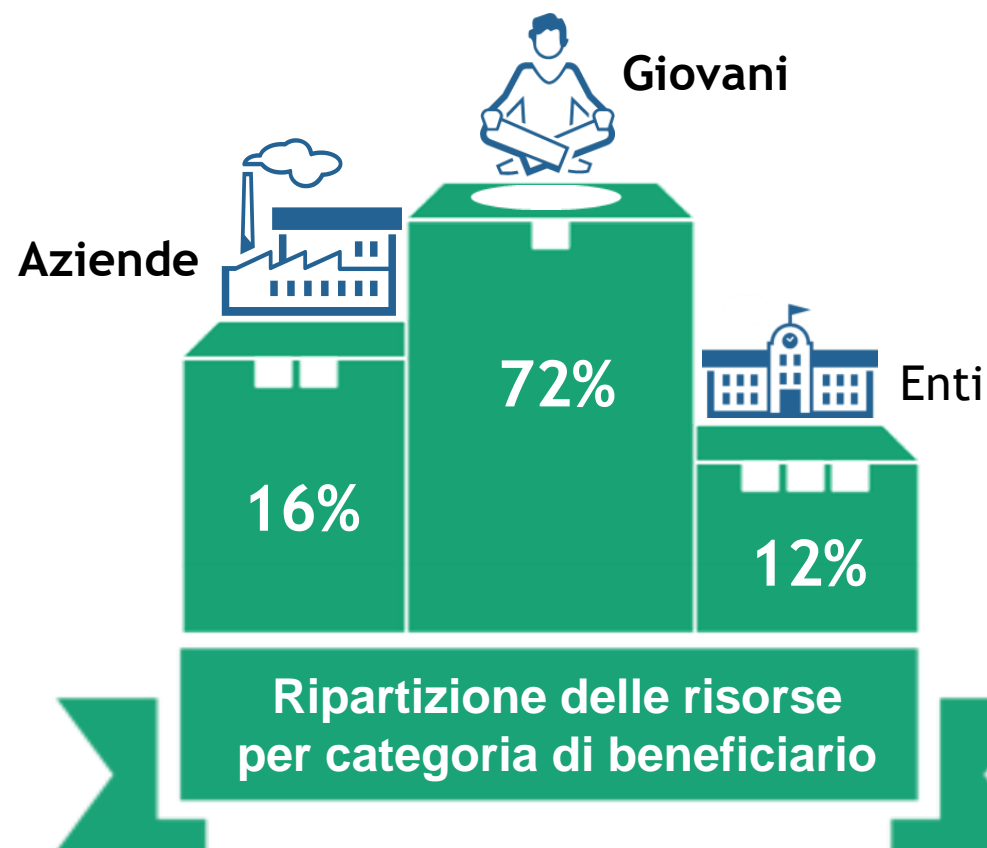 Giovani
Aziende
72%
Enti
16%
12%
Ripartizione delle risorse
per categoria di beneficiario